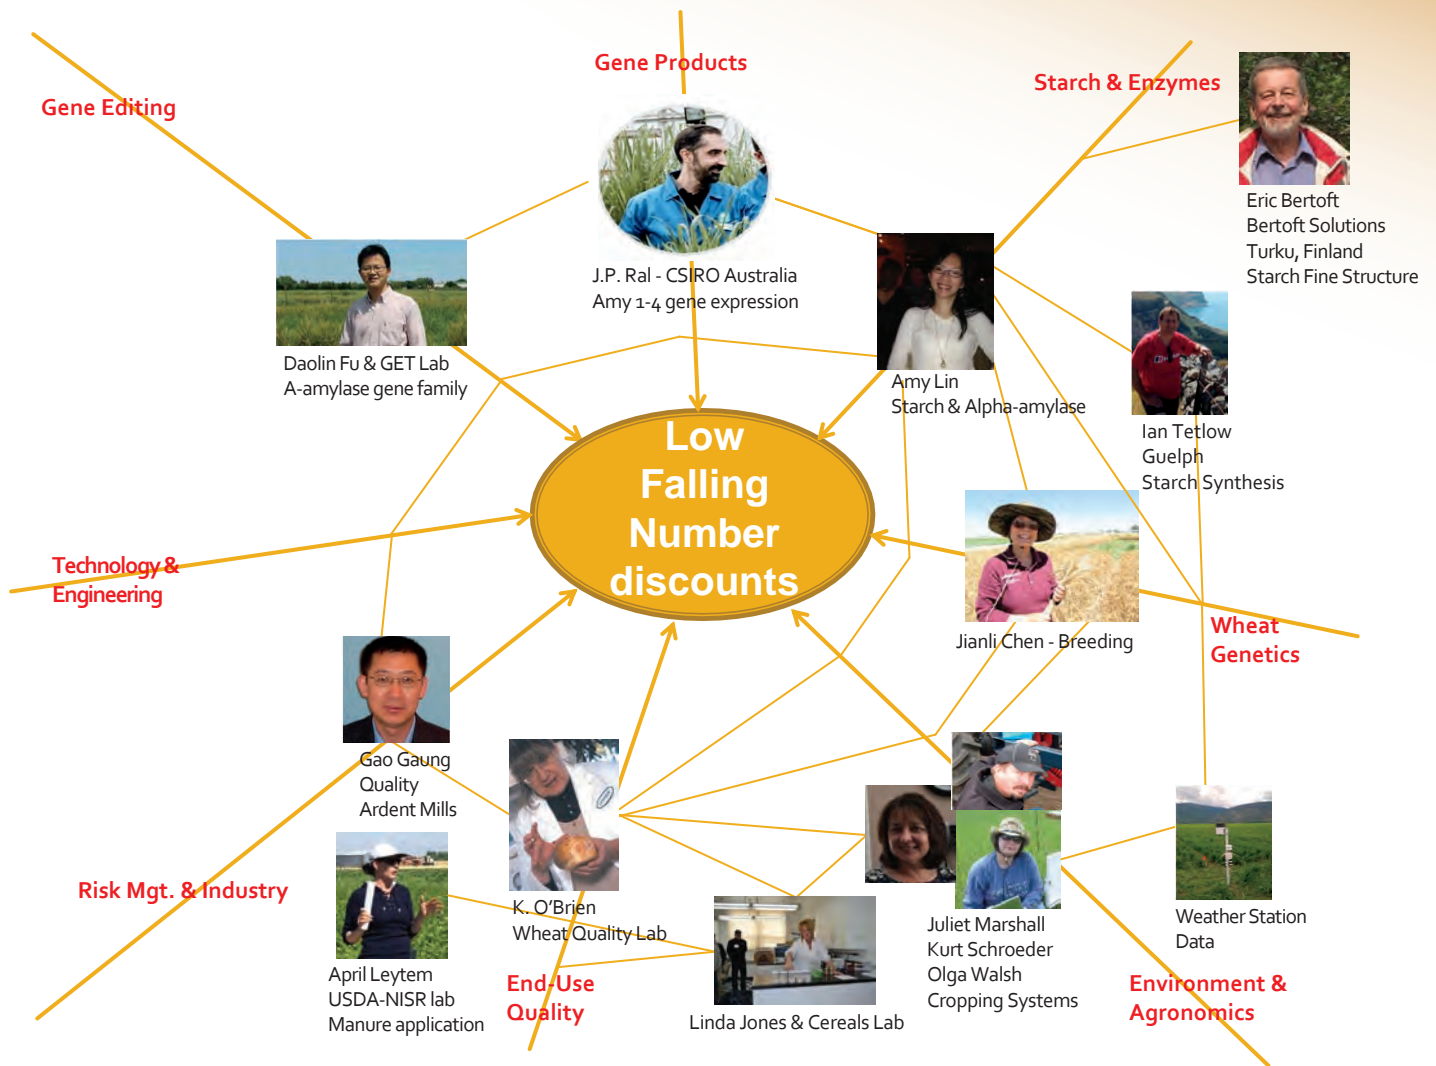 Gene Products
Starch & Enzymes
Gene Editing
Eric Bertoft
Bertoft Solutions
Turku, Finland
Starch Fine Structure
J.P. Ral - CSIRO Australia
Amy 1-4 gene expression
Daolin Fu & GET Lab
A-amylase gene family
Amy Lin
Starch & Alpha-amylase
Ian Tetlow
Guelph
Starch Synthesis
Low
Falling
Number
discounts
Technology &
Engineering
Jianli Chen - Breeding
Wheat
Genetics
Gao Gaung
Quality
Ardent Mills
Risk Mgt. & Industry
K. O'Brien
Wheat Quality Lab
Juliet Marshall
Kurt Schroeder
Olga Walsh
Cropping Systems
Weather Station
Data
April Leytem
USDA-NISR lab
Manure application
End-Use
Quality
Linda Jones & Cereals Lab
Environment &
Agronomics